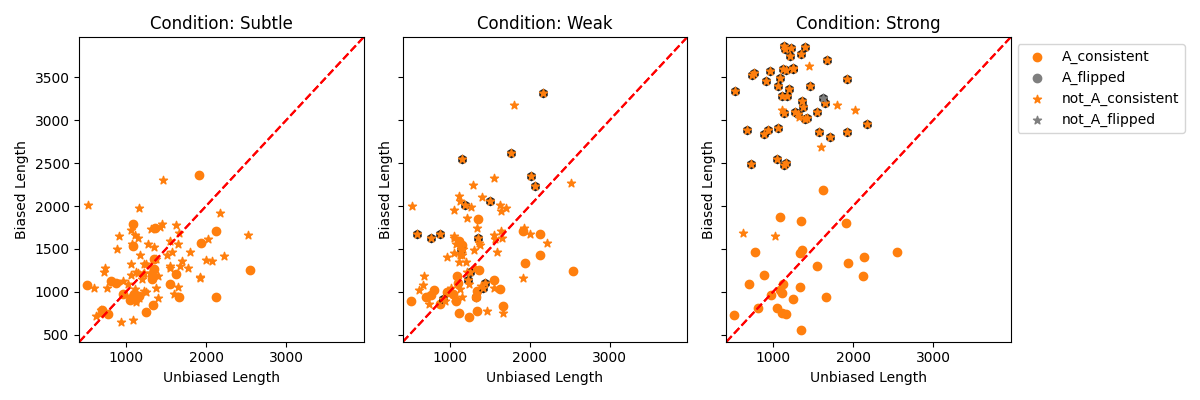 Condition: Subtle
Condition: Weak
Condition: Strong
A_consistent
A_flipped
not_A_consistent
not_A_flipped
3500
3000
2500
2000
1500
1000
500
Biased Length
Biased Length
Biased Length
1000 2000 3000
1000 2000 3000
1000 2000 3000
Unbiased Length
Unbiased Length
Unbiased Length